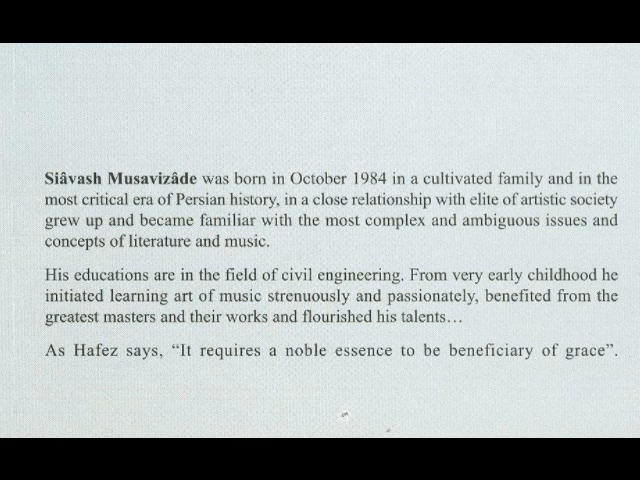 Siâvash Musavizâde was born in October 1984 in a cultivated family and in the
most critical era of Persian history, in a close relationship with elite of artistic society
grew up and became familiar with the most complex and ambiguous issues and
concepts of literature and music.
His educations are in the field of civil engineering. From very early childhood he
initiated learning art of music strenuously and passionately, benefited from the
greatest masters and their works and flourished his talents…
As Hafez says, “It requires a noble essence to be beneficiary of grace”.